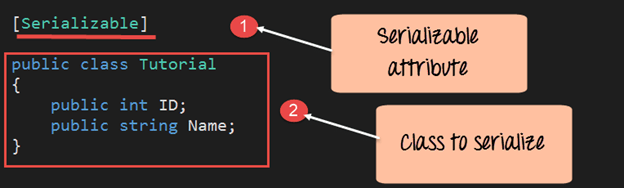 [Serializable]
public class Tutorial
{
    public int ID;
    public string Name;
}
1
Serializable
attribute
2
Class to serialize